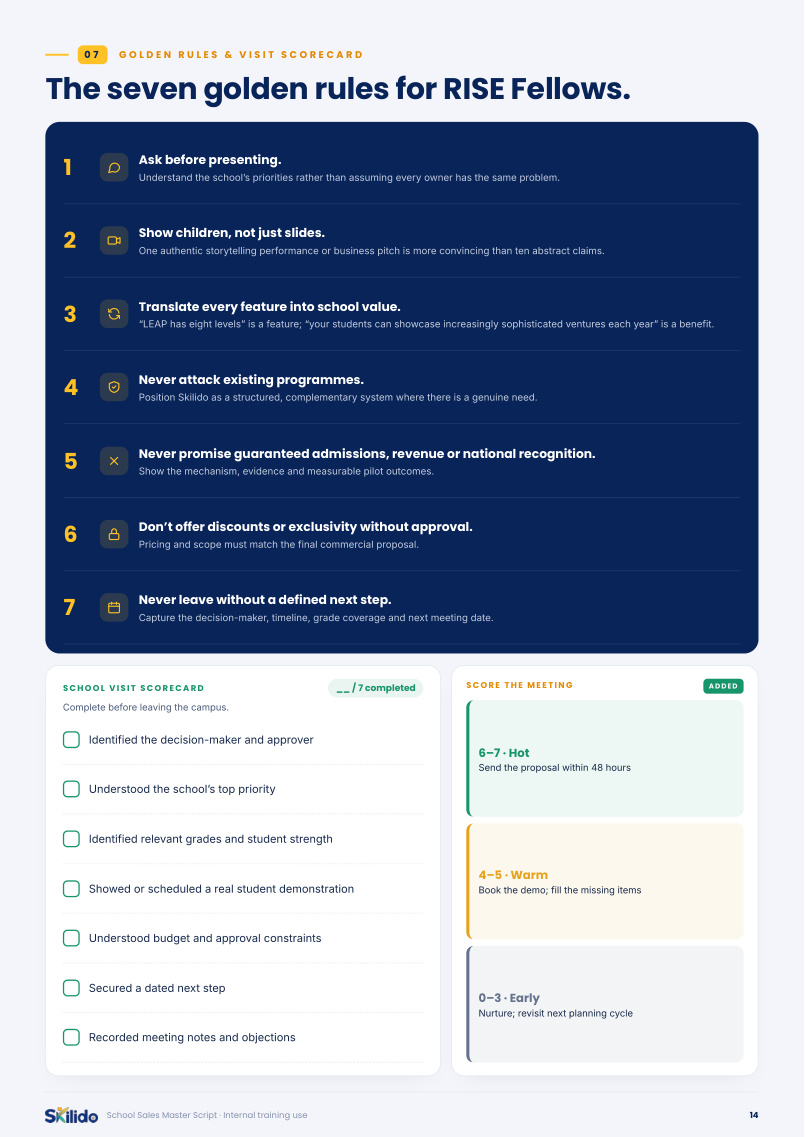 07 GOLDEN RULES & VISIT SCORECARD
The seven golden rules for RISE Fellows.
1 Ask before presenting.
Understand the school’s priorities rather than assuming every owner has the same problem.
2 Show children, not just slides.
One authentic storytelling performance or business pitch is more convincing than ten abstract claims.
3 Translate every feature into school value.
“LEAP has eight levels” is a feature; “your students can showcase increasingly sophisticated ventures each year” is a benefit.
4 Never attack existing programmes.
Position Skilido as a structured, complementary system where there is a genuine need.
5 Never promise guaranteed admissions, revenue or national recognition.
Show the mechanism, evidence and measurable pilot outcomes.
6 Don’t offer discounts or exclusivity without approval.
Pricing and scope must match the final commercial proposal.
7 Never leave without a defined next step.
Capture the decision-maker, timeline, grade coverage and next meeting date.
SCHOOL VISIT SCORECARD
__ / 7 completed
Complete before leaving the campus.
Identified the decision-maker and approver
Understood the school’s top priority
Identified relevant grades and student strength
Showed or scheduled a real student demonstration
Understood budget and approval constraints
Secured a dated next step
Recorded meeting notes and objections
SCORE THE MEETING
ADDED
6–7 · Hot
Send the proposal within 48 hours
4–5 · Warm
Book the demo; fill the missing items
0–3 · Early
Nurture; revisit next planning cycle
Skilido School Sales Master Script · Internal training use
14